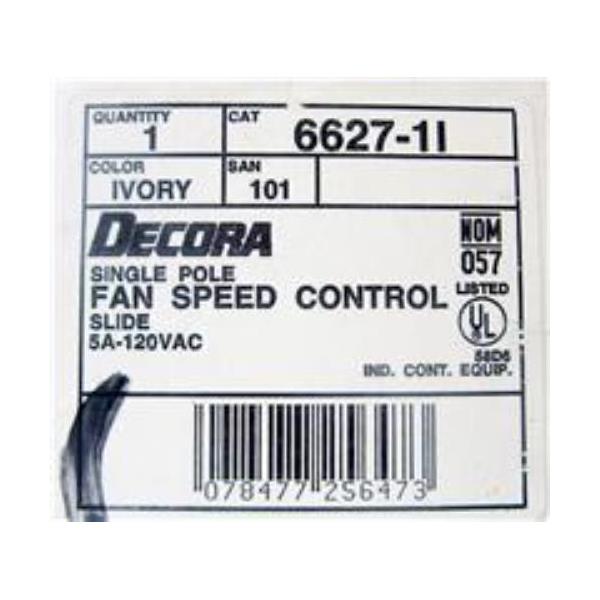 QUANTITY
1
CAT
6627-1I
COLOR
IVORY
SAN
101
DECORA
SINGLE POLE
FAN SPEED CONTROL
SLIDE
5A-120VAC
NOM
057
LISTED
UL
58D6
IND. CONT. EQUIP.
078477 256473